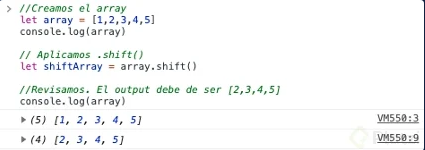 > //Creamos el array
let array = [1,2,3,4,5]
console.log(array)
// Aplicamos .shift()
let shiftArray = array.shift()
//Revisamos. El output debe de ser [2,3,4,5]
console.log(array)
▶ (5) [1, 2, 3, 4, 5] VM550:3
▶ (4) [2, 3, 4, 5] VM550:9